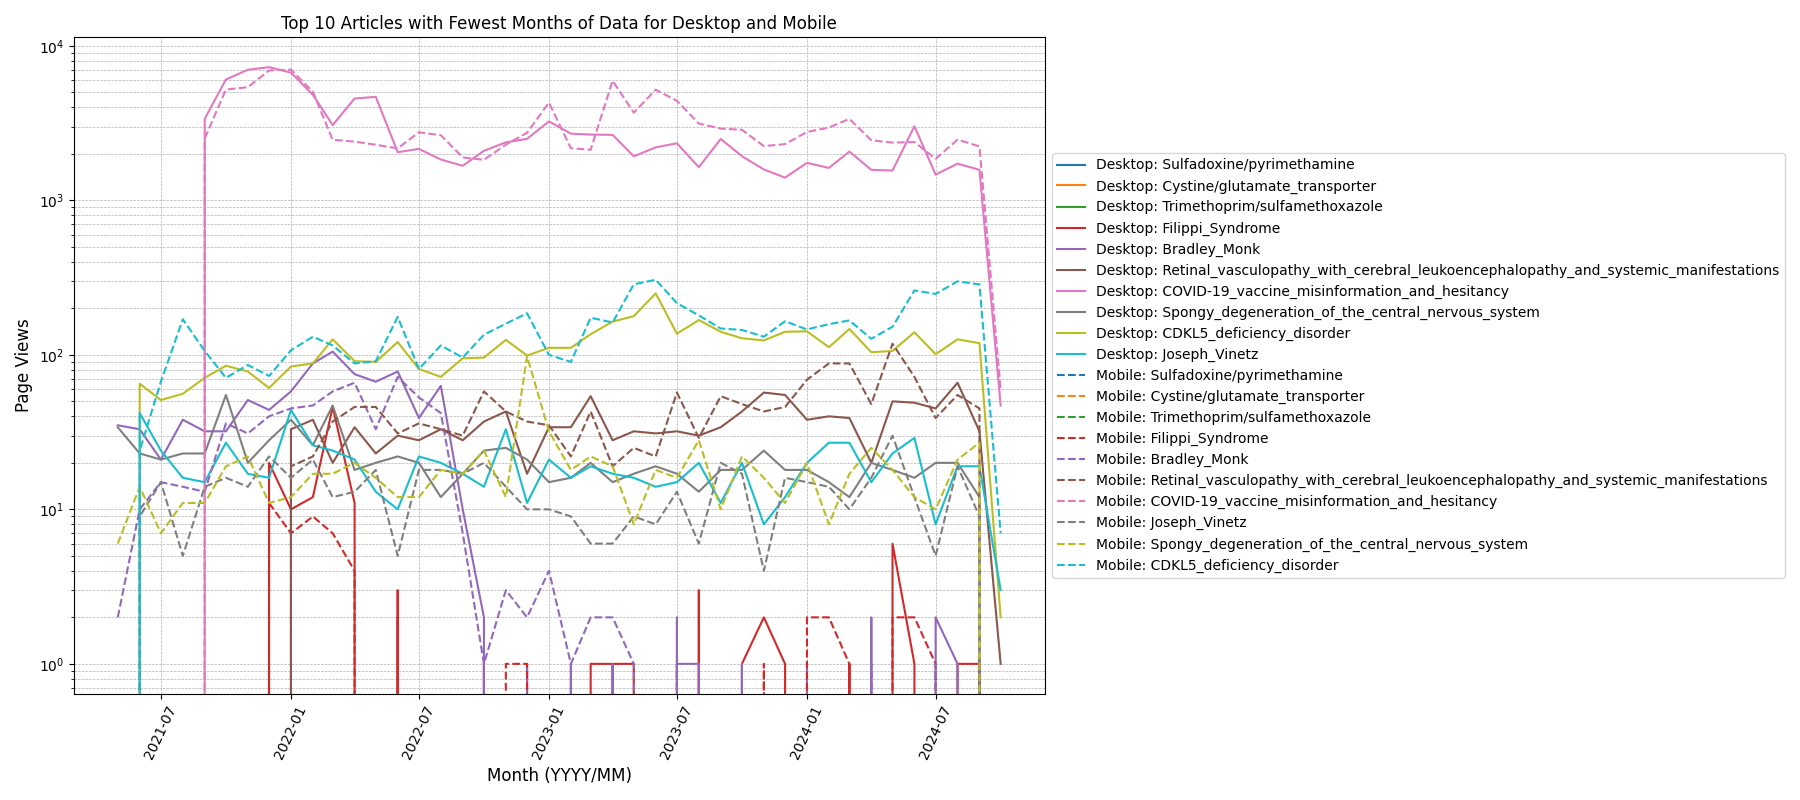 Top 10 Articles with Fewest Months of Data for Desktop and Mobile
Page Views
10⁴
10³
10²
10¹
10⁰
2021-07
2022-01
2022-07
2023-01
2023-07
2024-01
2024-07
Month (YYYY/MM)
Desktop: Sulfadoxine/pyrimethamine
Desktop: Cystine/glutamate_transporter
Desktop: Trimethoprim/sulfamethoxazole
Desktop: Filippi_Syndrome
Desktop: Bradley_Monk
Desktop: Retinal_vasculopathy_with_cerebral_leukoencephalopathy_and_systemic_manifestations
Desktop: COVID-19_vaccine_misinformation_and_hesitancy
Desktop: Spongy_degeneration_of_the_central_nervous_system
Desktop: CDKL5_deficiency_disorder
Desktop: Joseph_Vinetz
Mobile: Sulfadoxine/pyrimethamine
Mobile: Cystine/glutamate_transporter
Mobile: Trimethoprim/sulfamethoxazole
Mobile: Filippi_Syndrome
Mobile: Bradley_Monk
Mobile: Retinal_vasculopathy_with_cerebral_leukoencephalopathy_and_systemic_manifestations
Mobile: COVID-19_vaccine_misinformation_and_hesitancy
Mobile: Joseph_Vinetz
Mobile: Spongy_degeneration_of_the_central_nervous_system
Mobile: CDKL5_deficiency_disorder